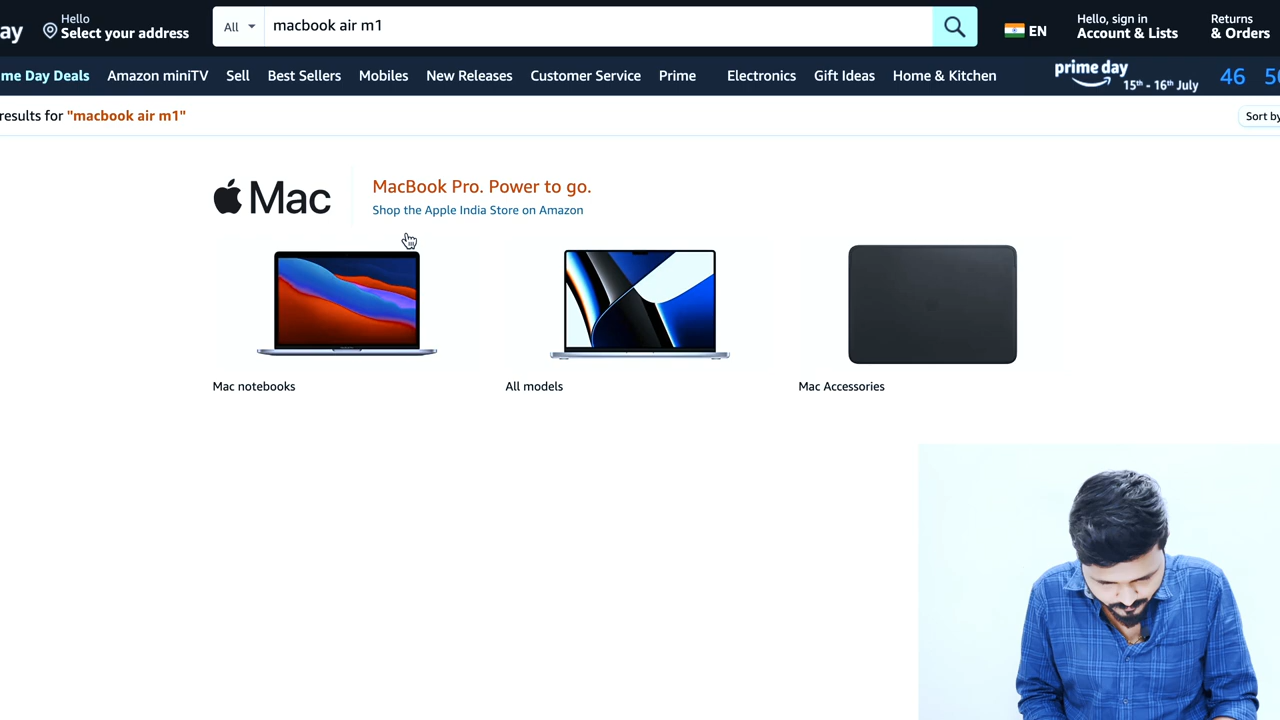 ay
Hello
Select your address
All
macbook air m1
EN
Hello, sign in
Account & Lists
Returns
& Orders
me Day Deals
Amazon miniTV
Sell
Best Sellers
Mobiles
New Releases
Customer Service
Prime
Electronics
Gift Ideas
Home & Kitchen
prime day
15th - 16th July
46
50
results for "macbook air m1"
Sort by
Mac
MacBook Pro. Power to go.
Shop the Apple India Store on Amazon
Mac notebooks
All models
Mac Accessories